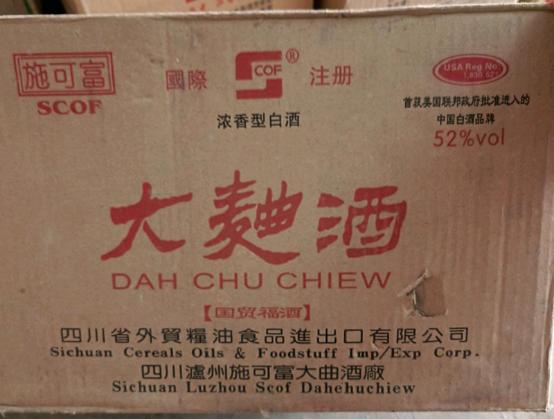 施可富
SCOF
國際
SCOF®
注册
浓香型白酒
USA Reg No.
首获美国联邦政府批准进入的
中国白酒品牌
52%vol
大麯酒
DAH CHU CHIEW
【国贸福酒】
四川省外貿糧油食品進出口有限公司
Sichuan Cereals Oils & Foodstuff Imp/Exp Corp.
四川瀘州施可富大曲酒廠
Sichuan Luzhou Scof Dahehuchiew